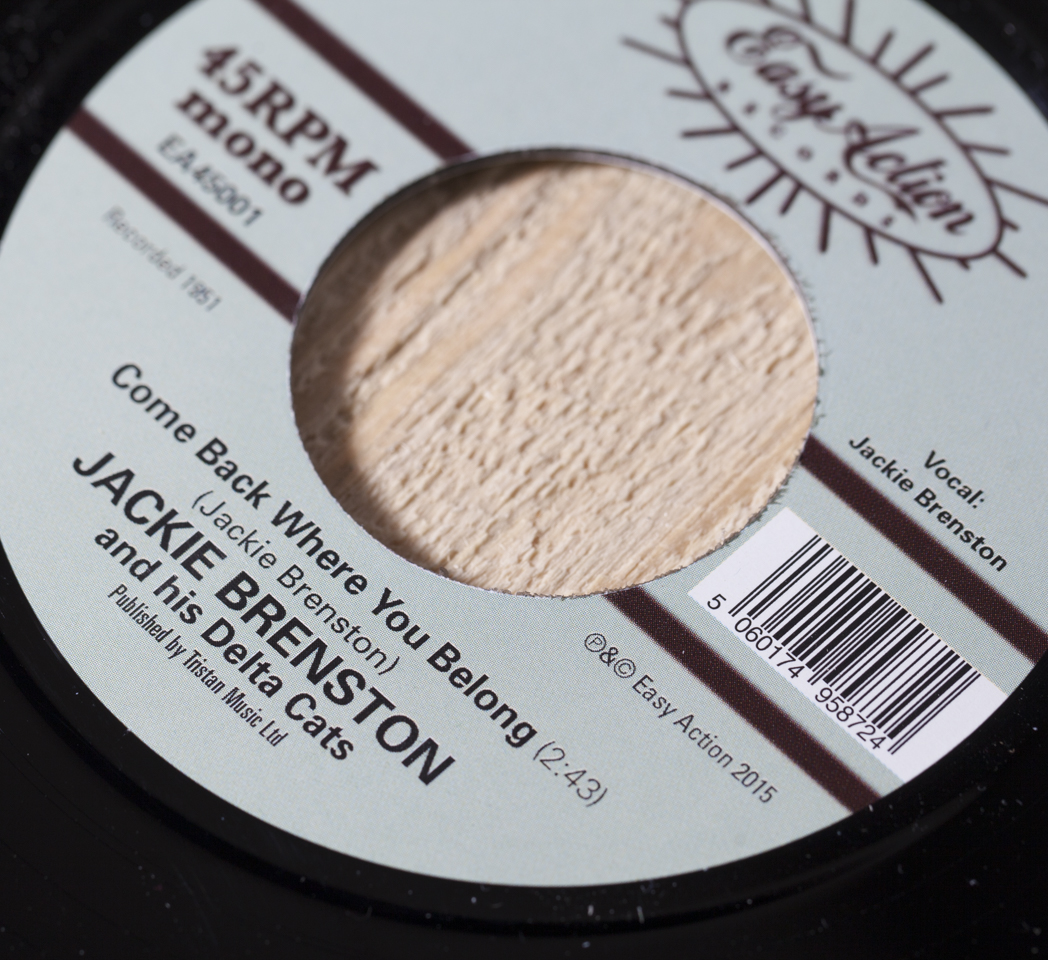 Easy Action
RECORDS
45RPM
mono
EA45001
Recorded 1951
Vocal:
Jackie Brenston
5 060174 958724
℗&© Easy Action 2015
Come Back Where You Belong (2:43)
(Jackie Brenston)
JACKIE BRENSTON
and his Delta Cats
Published by Tristan Music Ltd